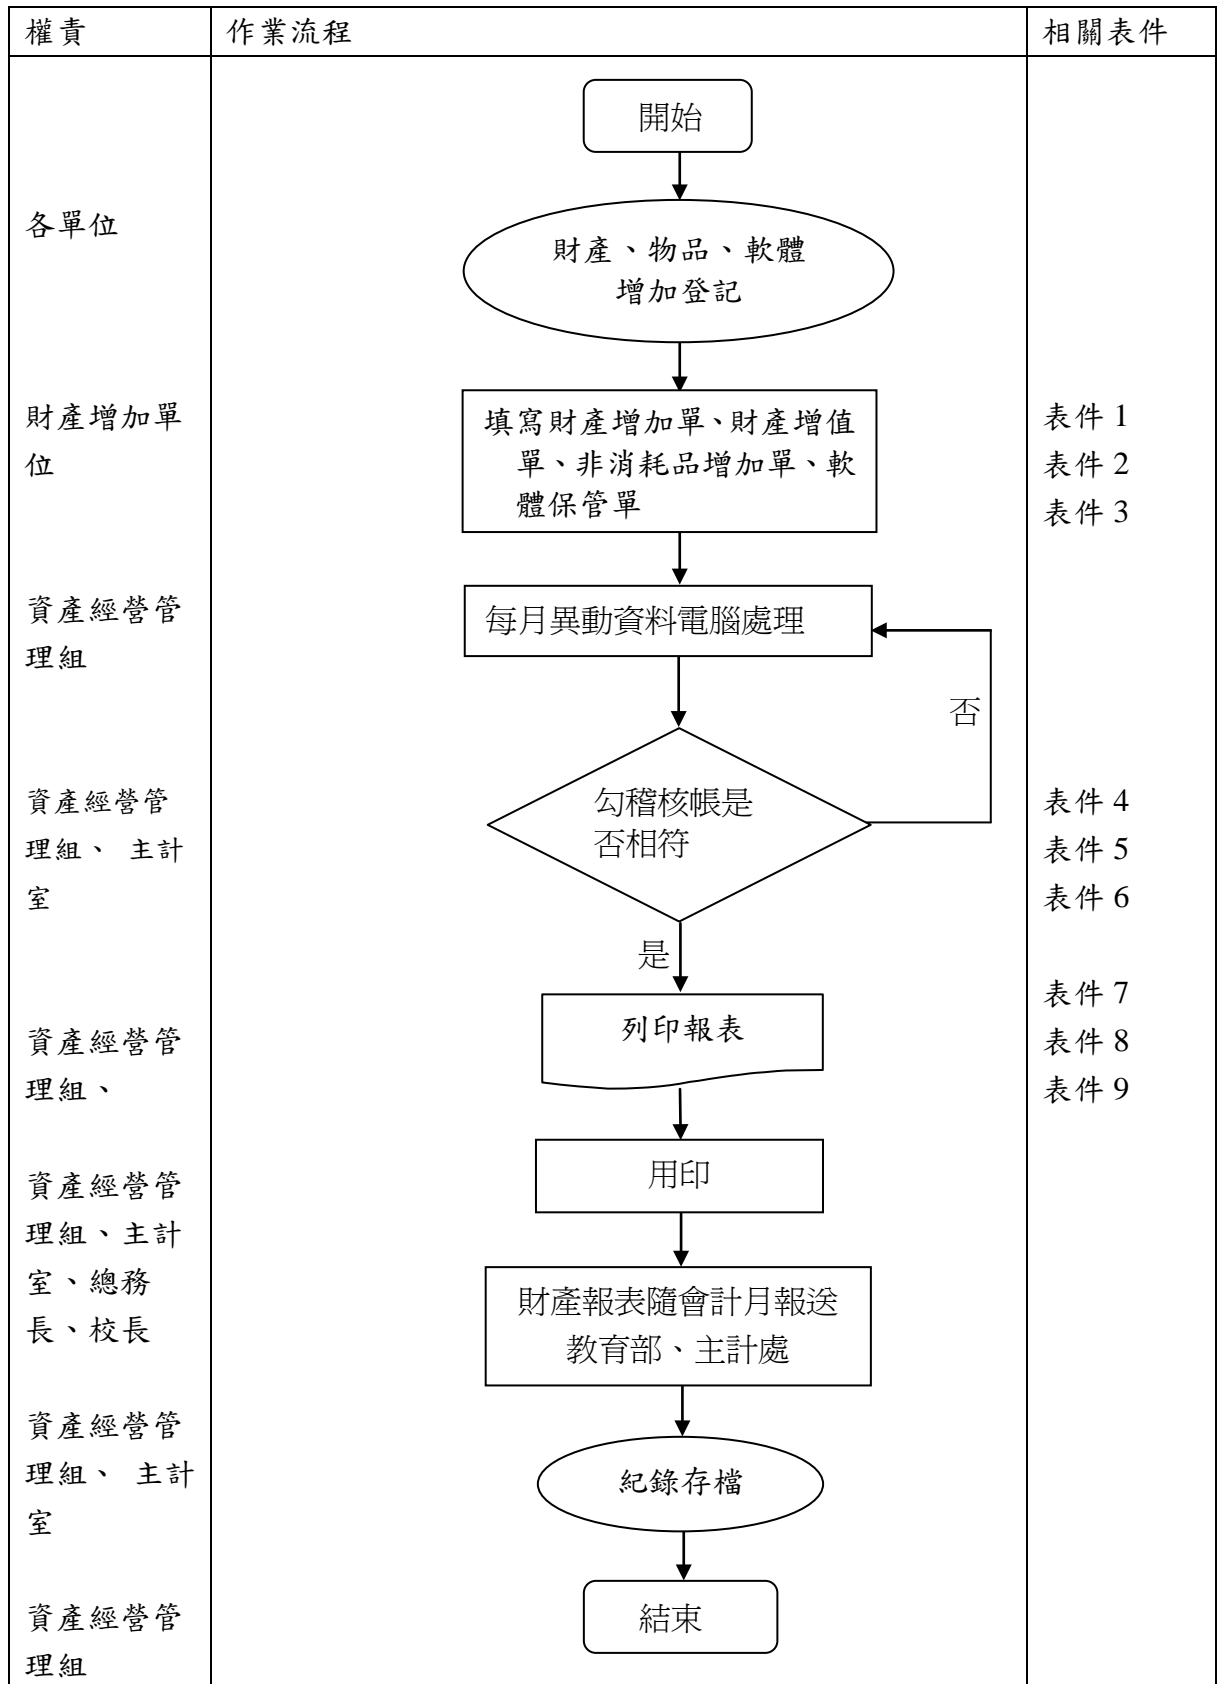 權責 作業流程 相關表件
開始
各單位
財產、物品、軟體
增加登記
財產增加單
位
填寫財產增加單、財產增值
單、非消耗品增加單、軟
體保管單
表件 1
表件 2
表件 3
資產經營管
理組
每月異動資料電腦處理
否
資產經營管
理組、 主計
室
勾稽核帳是
否相符
表件 4
表件 5
表件 6
是
資產經營管
理組、
列印報表
表件 7
表件 8
表件 9
資產經營管
理組、主計
室、總務
長、校長
用印
財產報表隨會計月報送
教育部、主計處
資產經營管
理組、 主計
室
紀錄存檔
資產經營管
理組
結束